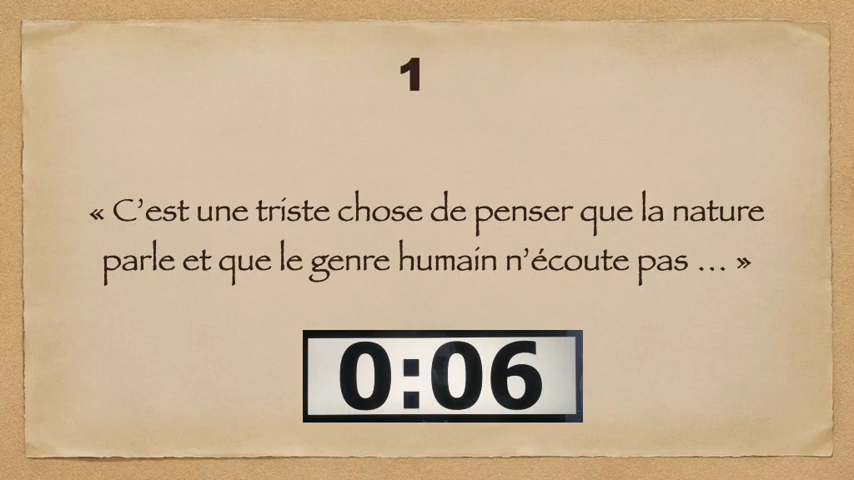 1
« C’est une triste chose de penser que la nature
parle et que le genre humain n’écoute pas … »
0:06